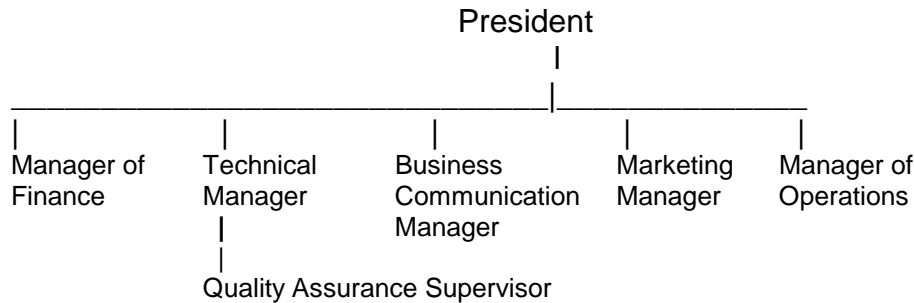 President
Manager of Finance
Technical Manager
Business Communication Manager
Marketing Manager
Manager of Operations
Quality Assurance Supervisor